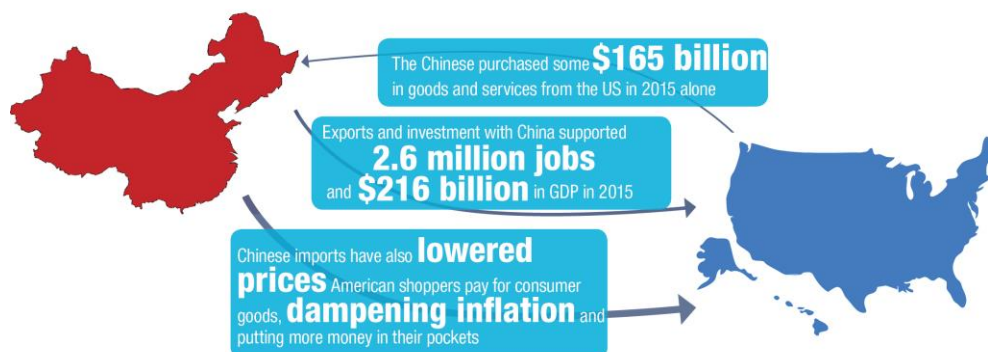 The Chinese purchased some $165 billion
in goods and services from the US in 2015 alone
Exports and investment with China supported
2.6 million jobs
and $216 billion in GDP in 2015
Chinese imports have also lowered
prices American shoppers pay for consumer
goods, dampening inflation and
putting more money in their pockets